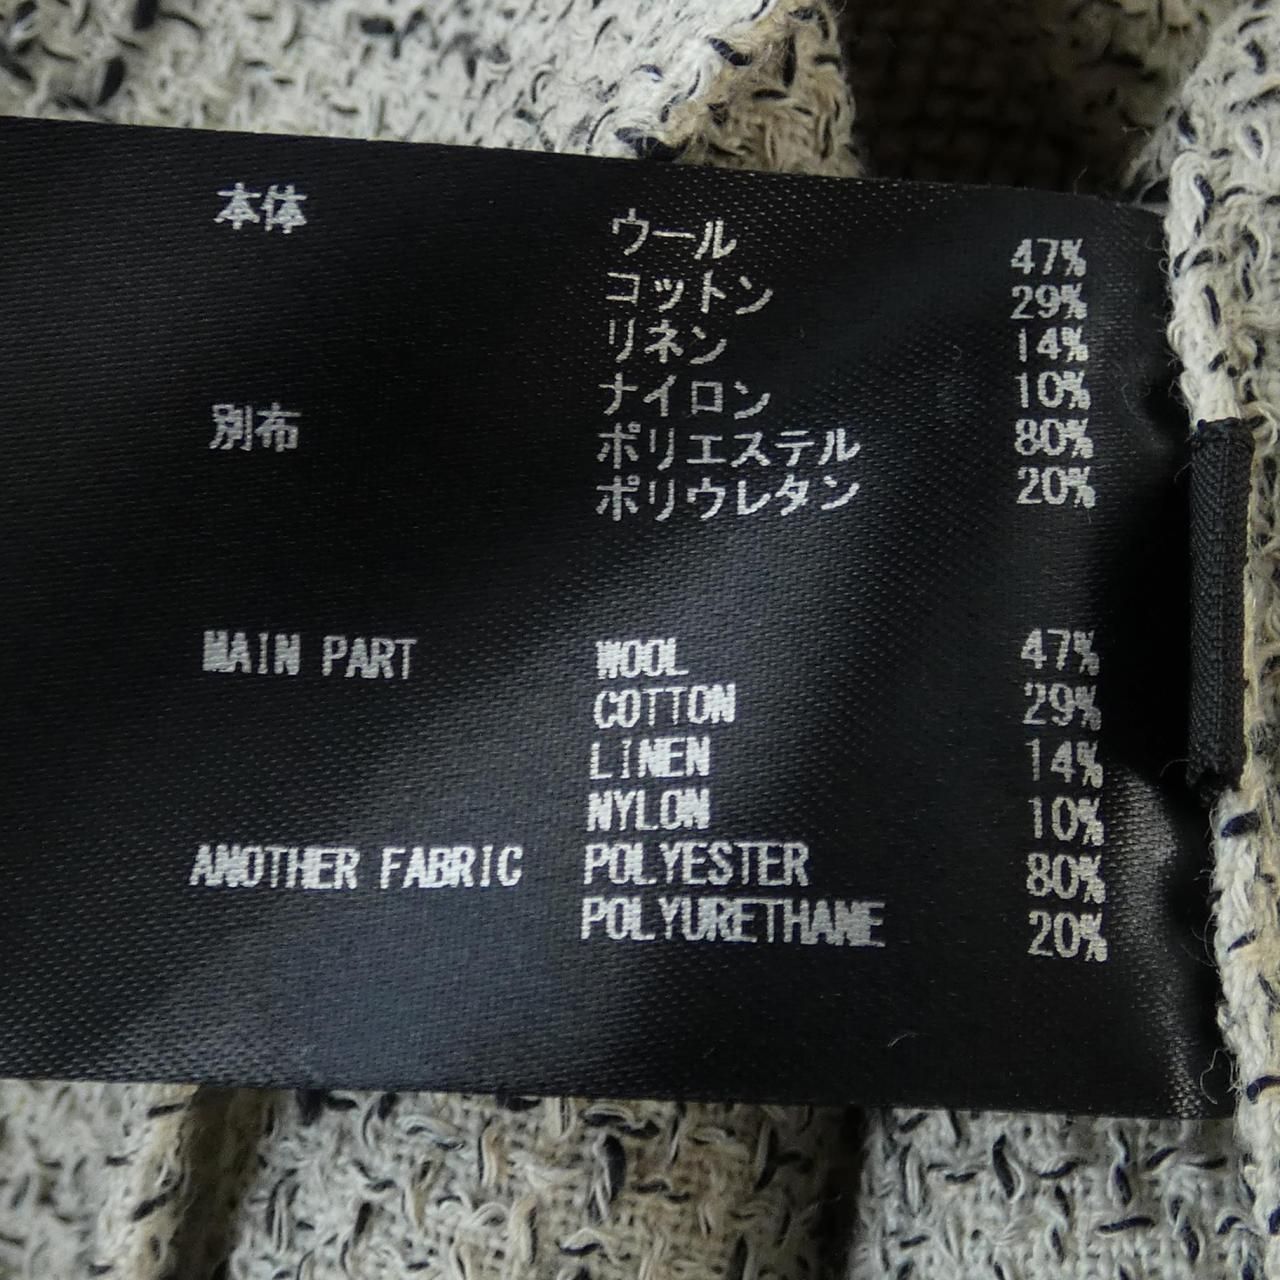 本体 ウール 47%
コットン 29%
リネン 14%
ナイロン 10%
別布 ポリエステル 80%
ポリウレタン 20%
MAIN PART WOOL 47%
COTTON 29%
LINEN 14%
NYLON 10%
ANOTHER FABRIC POLYESTER 80%
POLYURETHANE 20%